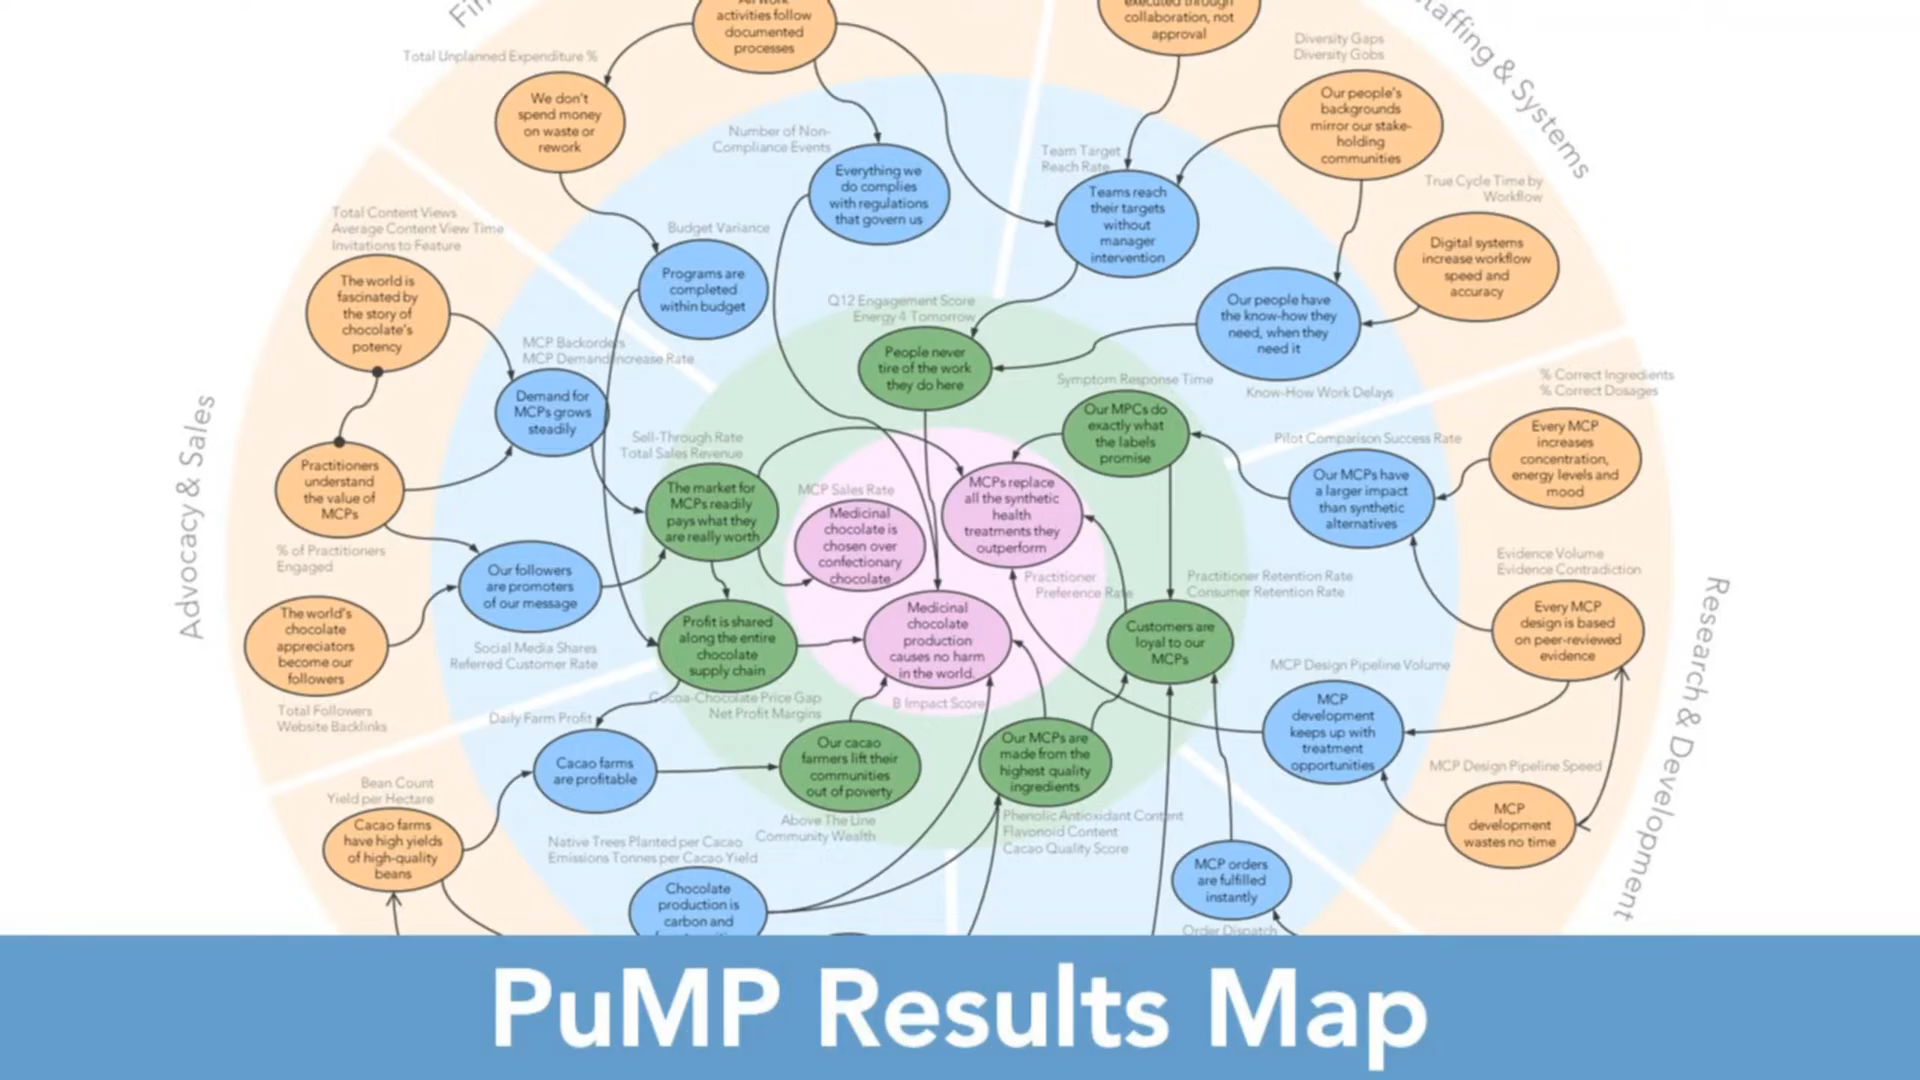 activities follow
documented
processes
executed through
collaboration, not
approval
Staffing & Systems
Total Unplanned Expenditure %
Diversity Gaps
Diversity Gobs
We don't
spend money
on waste or
rework
Our people's
backgrounds
mirror our stake-
holding
communities
Number of Non-
Compliance Events
Everything we
do complies
with regulations
that govern us
Team Target
Reach Rate
Teams reach
their targets
without
manager
intervention
True Cycle Time by
Workflow
Digital systems
increase workflow
speed and
accuracy
Total Content Views
Average Content View Time
Invitations to Feature
The world is
fascinated by
the story of
chocolate's
potency
Budget Variance
Programs are
completed
within budget
Our people have
the know-how they
need, when they
need it
Know-How Work Delays
Q12 Engagement Score
Energy 4 Tomorrow
People never
tire of the work
they do here
MCP Backorders
MCP Demand Increase Rate
Demand for
MCPs grows
steadily
Symptom Response Time
Our MPCs do
exactly what
the labels
promise
% Correct Ingredients
% Correct Dosages
Every MCP
increases
concentration,
energy levels and
mood
Advocacy & Sales
Practitioners
understand
the value of
MCPs
% of Practitioners
Engaged
Sell-Through Rate
Total Sales Revenue
The market for
MCPs readily
pays what they
are really worth
MCP Sales Rate
Medicinal
chocolate is
chosen over
confectionary
chocolate
MCPs replace
all the synthetic
health
treatments they
outperform
Practitioner
Preference Rate
Pilot Comparison Success Rate
Our MCPs have
a larger impact
than synthetic
alternatives
Evidence Volume
Evidence Contradiction
Every MCP
design is based
on peer-reviewed
evidence
Our followers
are promoters
of our message
Social Media Shares
Referred Customer Rate
The world's
chocolate
appreciators
become our
followers
Total Followers
Website Backlinks
Profit is shared
along the entire
chocolate
supply chain
Cocoa-Chocolate Price Gap
Net Profit Margins
Medicinal
chocolate
production
causes no harm
in the world.
B Impact Score
Practitioner Retention Rate
Consumer Retention Rate
Customers are
loyal to our
MCPs
MCP Design Pipeline Volume
MCP
development
keeps up with
treatment
opportunities
Research & Development
MCP Design Pipeline Speed
MCP
development
wastes no time
Daily Farm Profit
Cacao farms
are profitable
Our cacao
farmers lift their
communities
out of poverty
Above The Line
Community Wealth
Our MCPs are
made from the
highest quality
ingredients
Phenolic Antioxidant Content
Flavonoid Content
Cacao Quality Score
Bean Count
Yield per Hectare
Cacao farms
have high yields
of high-quality
beans
Native Trees Planted per Cacao
Emissions Tonnes per Cacao Yield
Chocolate
production is
carbon and
MCP orders
are fulfilled
instantly
Order Dispatch
PuMP Results Map